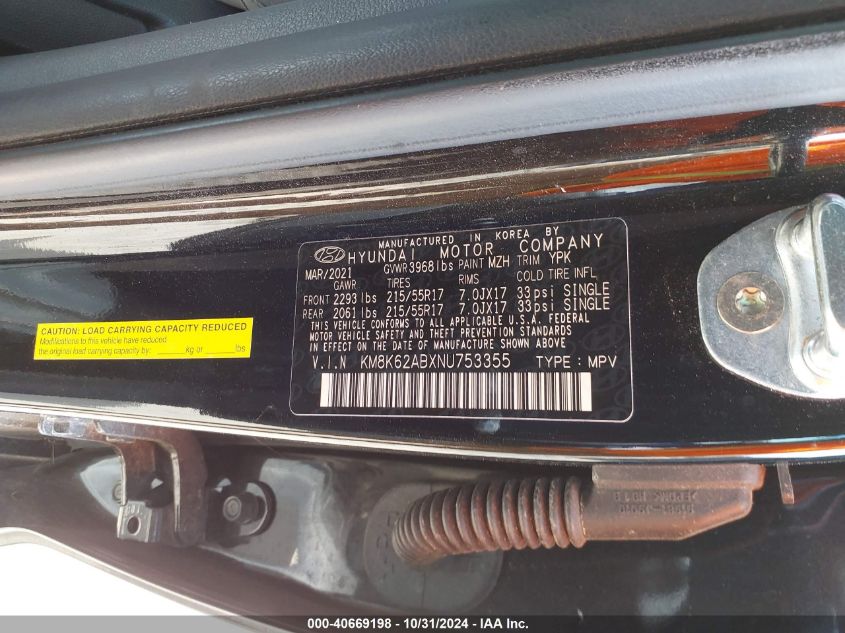 MANUFACTURED IN KOREA BY
HYUNDAI MOTOR COMPANY
MAR/2021 GVWR 3968 lbs PAINT MZH TRIM YPK
GAWR TIRES RIMS COLD TIRE INFL
FRONT 2293 lbs 215/55R17 7.0JX17 33psi SINGLE
REAR 2061 lbs 215/55R17 7.0JX17 33psi SINGLE
THIS VEHICLE CONFORMS TO ALL APPLICABLE U.S.A. FEDERAL
MOTOR VEHICLE SAFETY AND THEFT PREVENTION STANDARDS
IN EFFECT ON THE DATE OF MANUFACTURE SHOWN ABOVE
V.I.N KM8K62ABXNU753355 TYPE : MPV
CAUTION: LOAD CARRYING CAPACITY REDUCED
Modifications to this vehicle have reduced
the original load carrying capacity by: ______ kg or ______ lbs
000-40669198 - 10/31/2024 - IAA Inc.